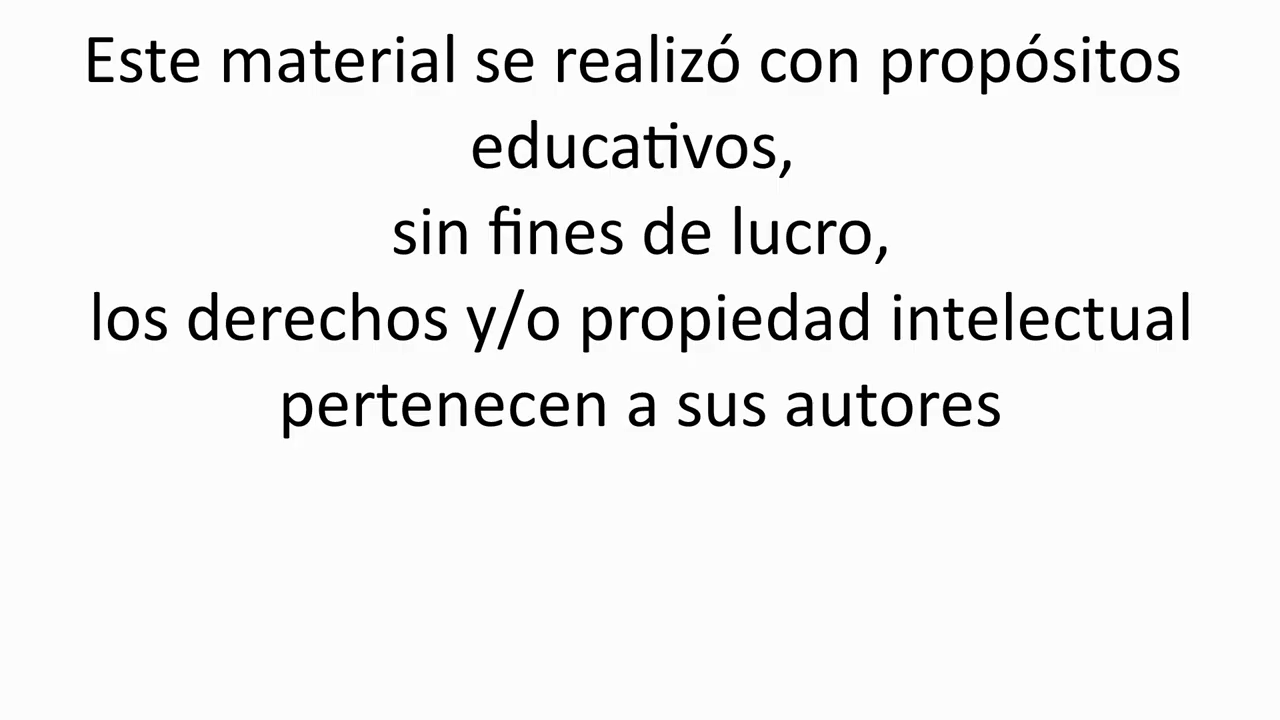 Este material se realizó con propósitos
educativos,
sin fines de lucro,
los derechos y/o propiedad intelectual
pertenecen a sus autores